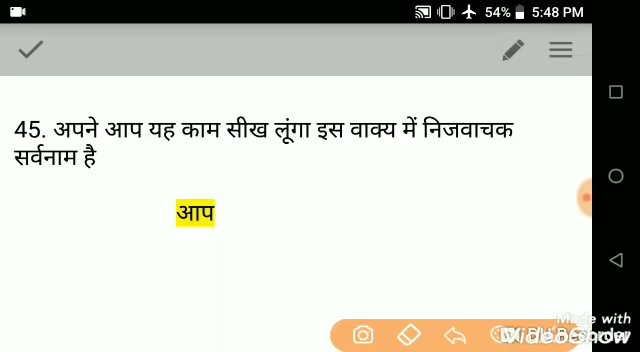 54% 5:48 PM
45. अपने आप यह काम सीख लूंगा इस वाक्य में निजवाचक
सर्वनाम है
आप
Made with
VideoShow